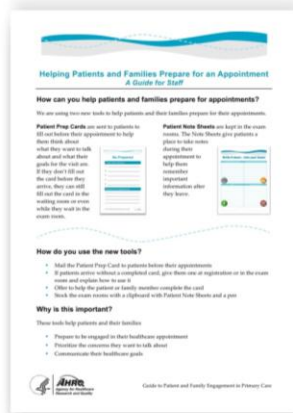 Helping Patients and Families Prepare for an Appointment
A Guide for Staff
How can you help patients and families prepare for appointments?
We are using two new tools to help patients and their families prepare for their appointments.
Patient Prep Cards are sent to patients to
fill out before their appointment to help
them think about
what they want to talk
about and what their
goals for the visit are.
If they don't fill out
the card before they
arrive, they can still
fill out the card in the
waiting room or even
while they wait in the
exam room.
Be Prepared
Patient Note Sheets are kept in the exam
rooms. The Note Sheets give patients a
place to take notes
during their
appointment to
help them
remember
important
information after
they leave.
How do you use the new tools?
Mail the Patient Prep Card to patients before their appointments
If patients arrive without a completed card, give them one at registration or in the exam
room and explain how to use it
Offer to help the patient or family member complete the card
Stock the exam rooms with a clipboard with Patient Note Sheets and a pen
Why is this important?
These tools help patients and their families
Prepare to be engaged in their healthcare appointment
Prioritize the concerns they want to talk about
Communicate their healthcare goals
AHRQ
Agency for Healthcare
Research and Quality
Guide to Patient and Family Engagement in Primary Care